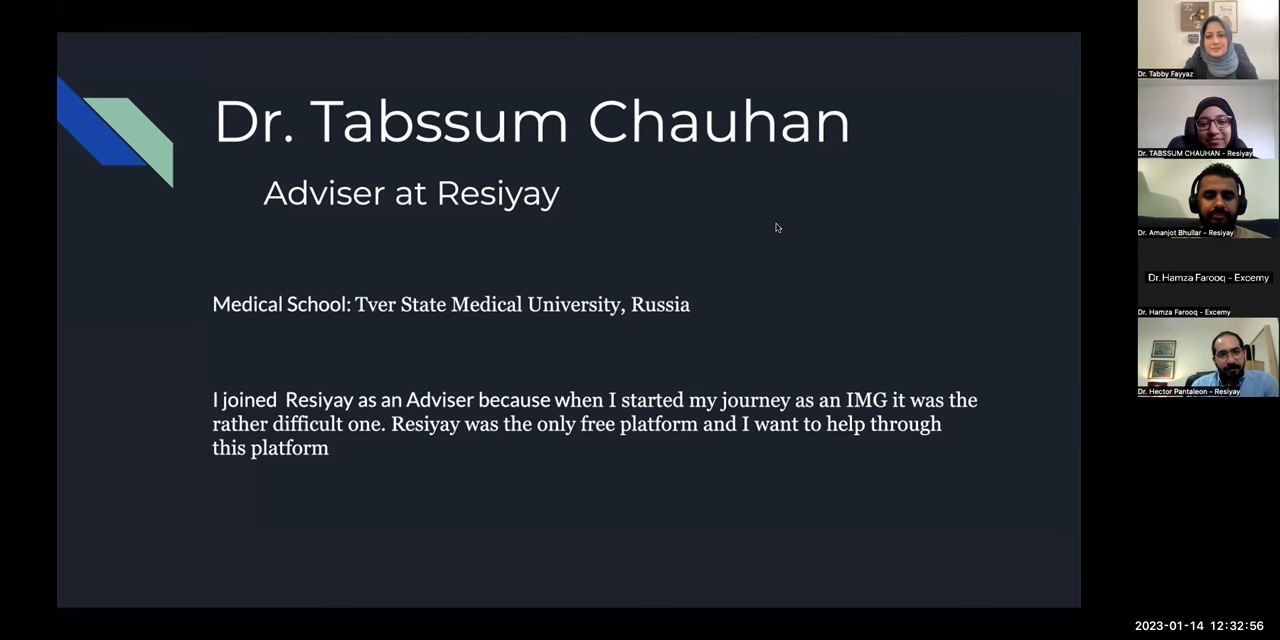 Dr. Tabssum Chauhan
Adviser at Resiyay
Medical School: Tver State Medical University, Russia
I joined Resiyay as an Adviser because when I started my journey as an IMG it was the
rather difficult one. Resiyay was the only free platform and I want to help through
this platform
Dr. Tabby Fayyaz
Dr. TABSSUM CHAUHAN - Resiyay
Dr. Amanjot Bhullar - Resiyay
Dr. Hamza Farooq - Excemy
Dr. Hamza Farooq - Excemy
Dr. Hector Pantaleon - Resiyay
2023-01-14 12:32:56